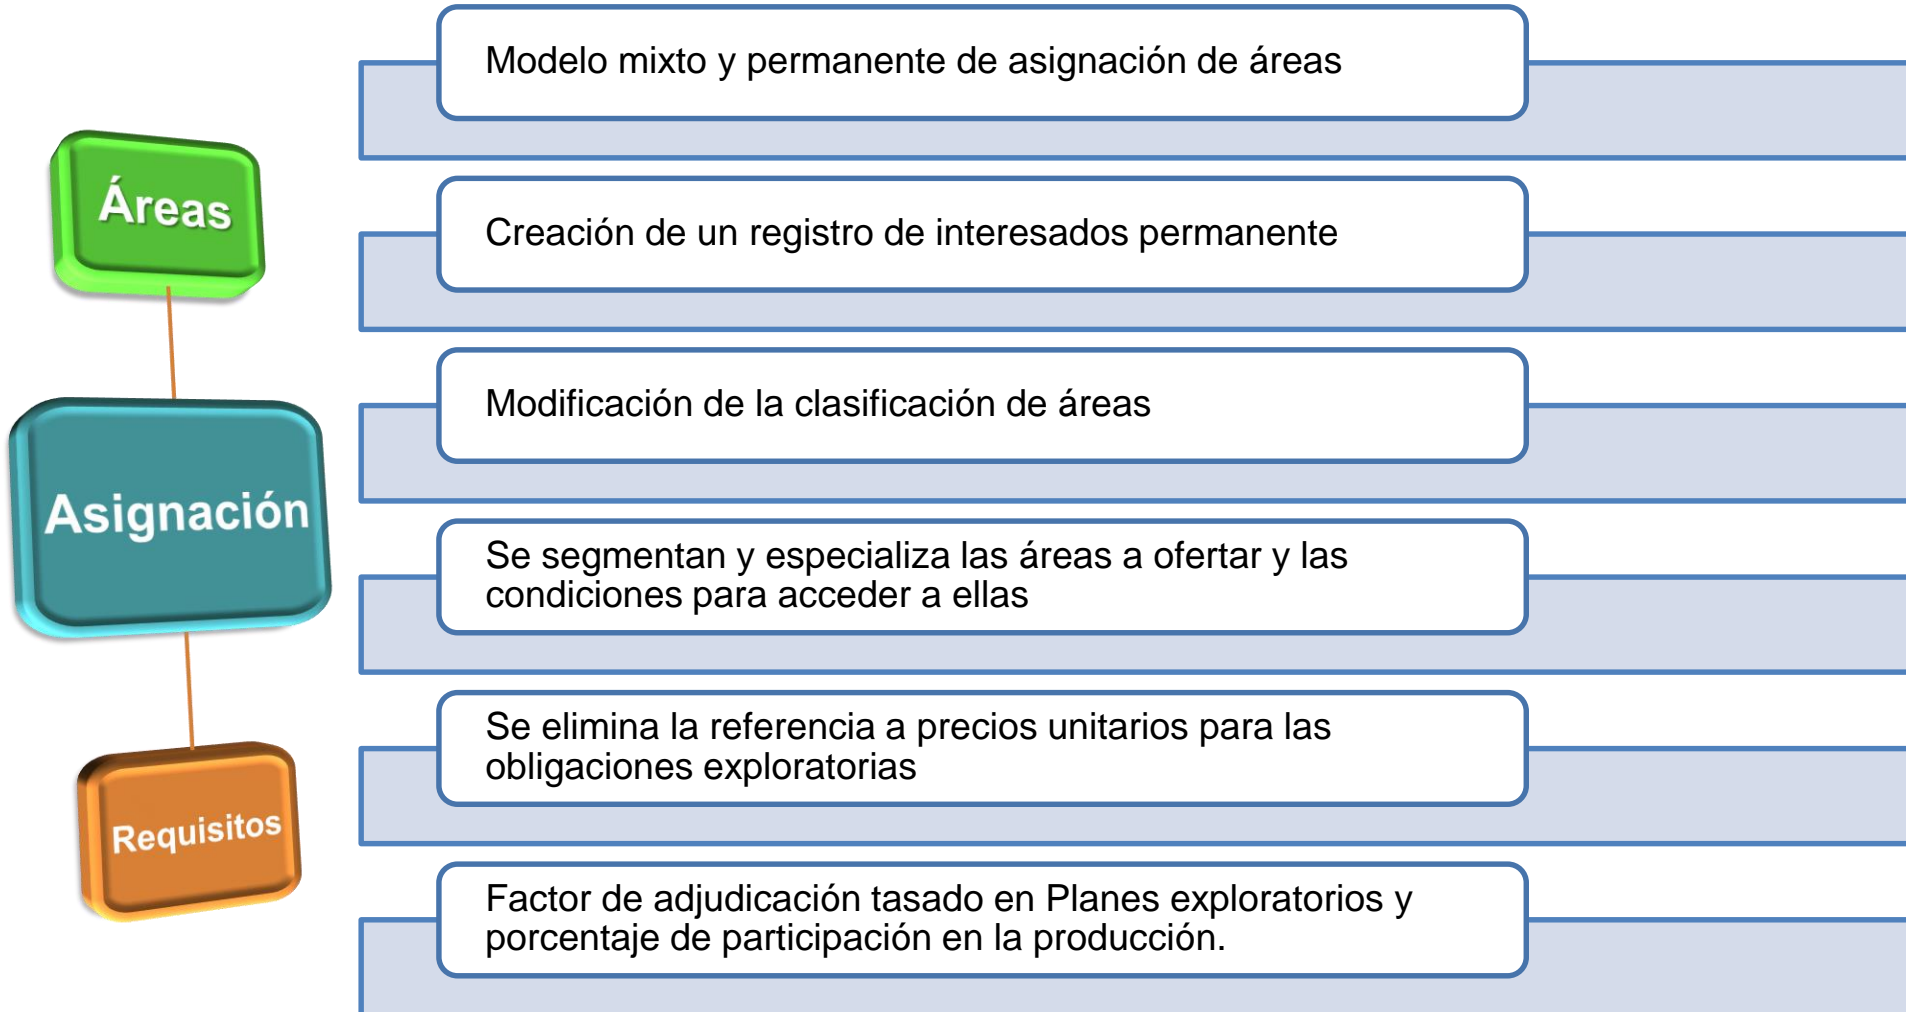 Áreas
Asignación
Requisitos
Modelo mixto y permanente de asignación de áreas
Creación de un registro de interesados permanente
Modificación de la clasificación de áreas
Se segmentan y especializa las áreas a ofertar y las
condiciones para acceder a ellas
Se elimina la referencia a precios unitarios para las
obligaciones exploratorias
Factor de adjudicación tasado en Planes exploratorios y
porcentaje de participación en la producción.